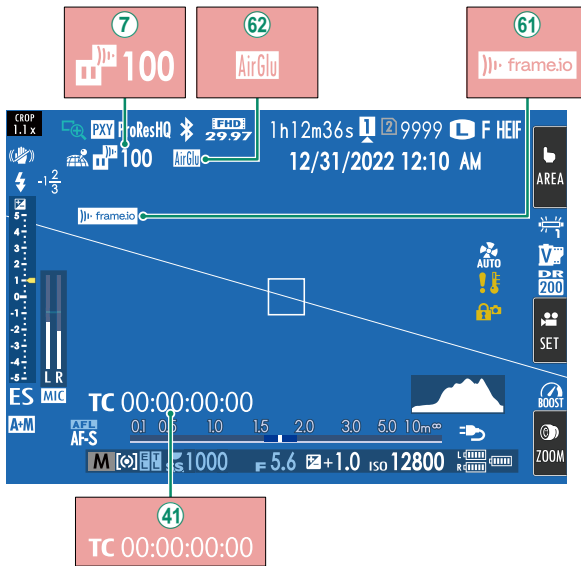 7
62
61
100
AirGlu
frame.io
CROP
1.1 x
PXY ProResHQ FHD 29.97 1h12m36s 1 2 9999 L F HEIF
100 AirGlu 12/31/2022 12:10 AM
AREA
-1 2/3
frame.io
5
4
3
2
1
0
-1
-2
-3
-4
-5
AUTO
V
DR
200
SET
L R
ES MIC
TC 00:00:00:00
BOOST
A+M
AFL
AF-S
0.1 0.5 1.0 1.5 2.0 3.0 5.0 10m∞
ZOOM
M ETL S.S. 1000 F 5.6 +1.0 ISO 12800 L R
41
TC 00:00:00:00